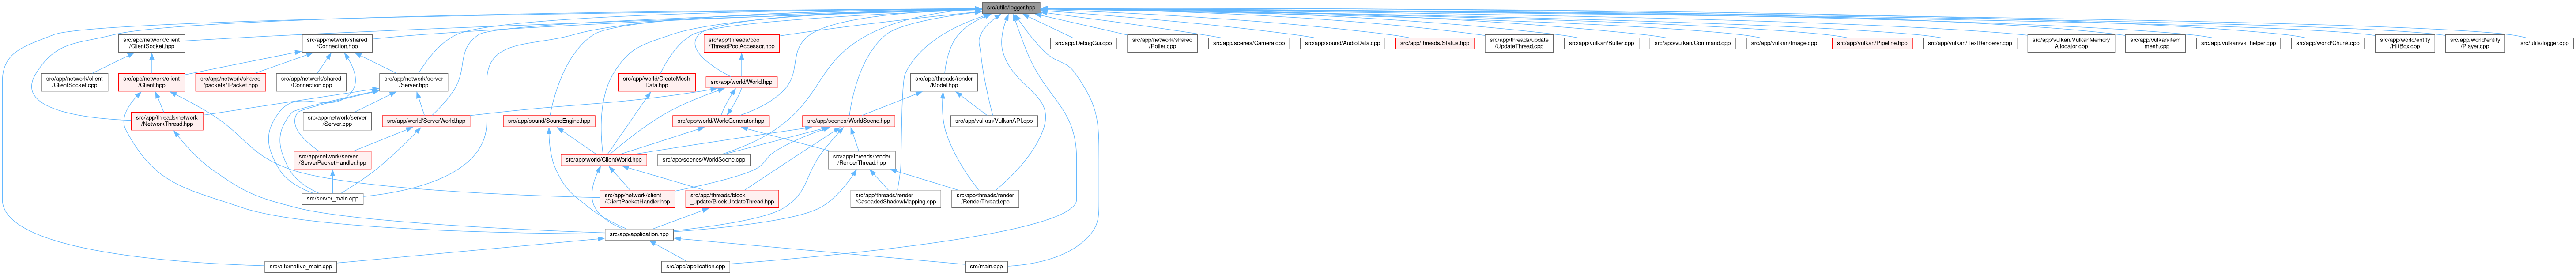 src/utils/logger.hpp
src/app/network/client
/ClientSocket.hpp
src/app/network/shared
/Connection.hpp
src/app/threads/pool
/ThreadPoolAccessor.hpp
src/app/DebugGui.cpp
src/app/network/shared
/Poller.cpp
src/app/scenes/Camera.cpp
src/app/sound/AudioData.cpp
src/app/threads/Status.hpp
src/app/threads/update
/UpdateThread.cpp
src/app/vulkan/Buffer.cpp
src/app/vulkan/Command.cpp
src/app/vulkan/Image.cpp
src/app/vulkan/Pipeline.hpp
src/app/vulkan/TextRenderer.cpp
src/app/vulkan/VulkanMemory
Allocator.cpp
src/app/vulkan/item
_mesh.cpp
src/app/vulkan/vk_helper.cpp
src/app/world/Chunk.cpp
src/app/world/entity
/HitBox.cpp
src/app/world/entity
/Player.cpp
src/utils/logger.cpp
src/app/network/client
/ClientSocket.cpp
src/app/network/client
/Client.hpp
src/app/network/shared
/packets/IPacket.hpp
src/app/network/shared
/Connection.cpp
src/app/network/server
/Server.hpp
src/app/world/CreateMesh
Data.hpp
src/app/world/World.hpp
src/app/threads/render
/Model.hpp
src/app/threads/network
/NetworkThread.hpp
src/app/network/server
/Server.cpp
src/app/world/ServerWorld.hpp
src/app/sound/SoundEngine.hpp
src/app/world/WorldGenerator.hpp
src/app/scenes/WorldScene.hpp
src/app/vulkan/VulkanAPI.cpp
src/app/network/server
/ServerPacketHandler.hpp
src/app/world/ClientWorld.hpp
src/app/scenes/WorldScene.cpp
src/app/threads/render
/RenderThread.hpp
src/server_main.cpp
src/app/network/client
/ClientPacketHandler.hpp
src/app/threads/block
_update/BlockUpdateThread.hpp
src/app/threads/render
/CascadedShadowMapping.cpp
src/app/threads/render
/RenderThread.cpp
src/app/application.hpp
src/alternative_main.cpp
src/app/application.cpp
src/main.cpp